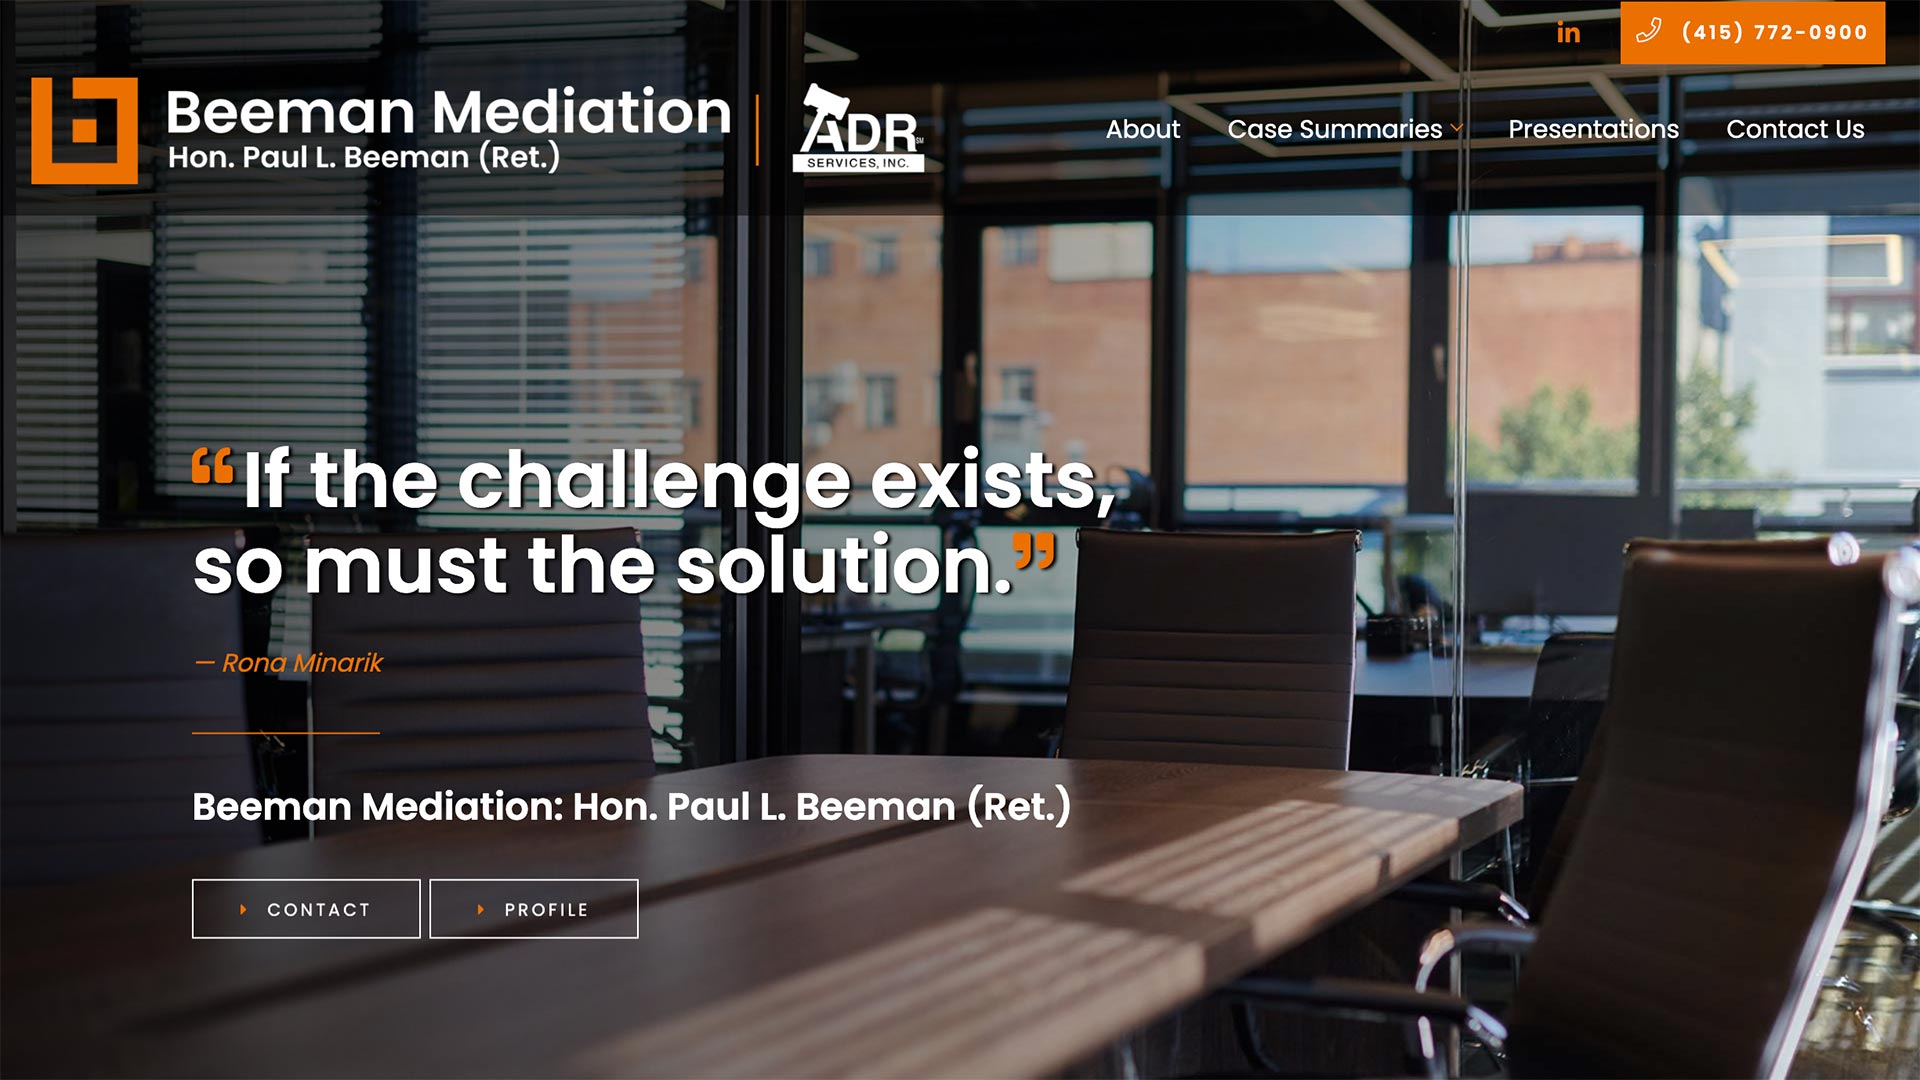 in
(415) 772-0900
Beeman Mediation
Hon. Paul L. Beeman (Ret.)
ADR SM
SERVICES, INC.
About Case Summaries Presentations Contact Us
“If the challenge exists,
so must the solution.”
— Rona Minarik
Beeman Mediation: Hon. Paul L. Beeman (Ret.)
CONTACT PROFILE